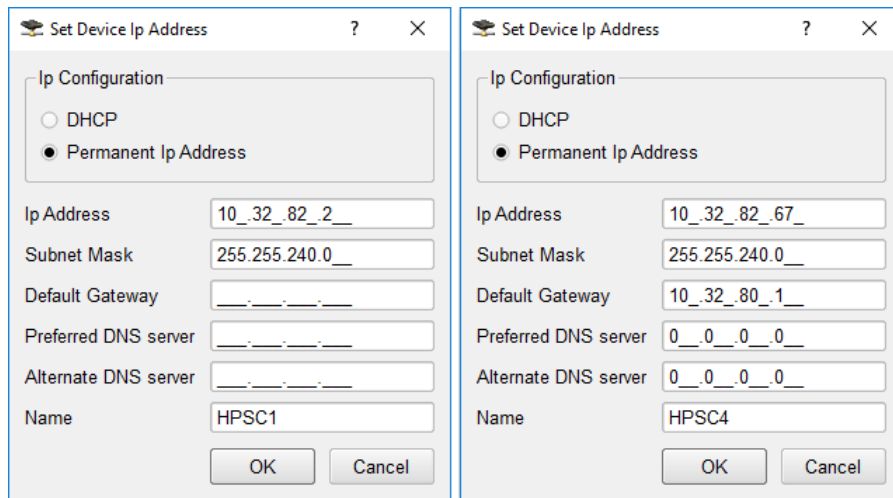 Set Device Ip Address ? ×
Ip Configuration
DHCP
Permanent Ip Address
Ip Address 10_.32_.82_.2__
Subnet Mask 255.255.240.0__
Default Gateway ___.___.___.___
Preferred DNS server ___.___.___.___
Alternate DNS server ___.___.___.___
Name HPSC1
OK Cancel
Set Device Ip Address ? ×
Ip Configuration
DHCP
Permanent Ip Address
Ip Address 10_.32_.82_.67_
Subnet Mask 255.255.240.0__
Default Gateway 10_.32_.80_.1__
Preferred DNS server 0__.0__.0__.0__
Alternate DNS server 0__.0__.0__.0__
Name HPSC4
OK Cancel